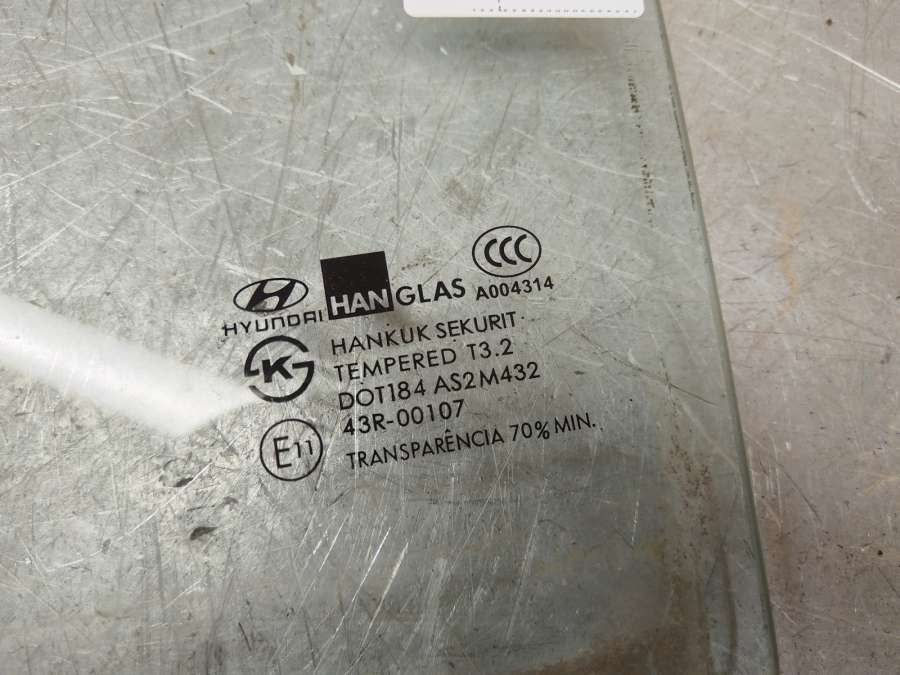 HYUNDAI
HANGLAS
CCC
A004314
HANKUK SEKURIT
TEMPERED T3.2
DOT184 AS2 M432
43R-00107
TRANSPARÊNCIA 70% MIN.
K
E11